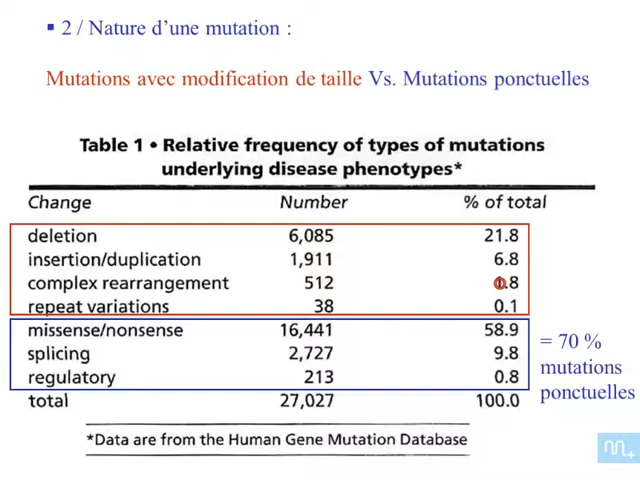 2 / Nature d'une mutation :
Mutations avec modification de taille Vs. Mutations ponctuelles
Table 1 • Relative frequency of types of mutations
underlying disease phenotypes*
Change Number % of total
deletion 6,085 21.8
insertion/duplication 1,911 6.8
complex rearrangement 512 1.8
repeat variations 38 0.1
missense/nonsense 16,441 58.9
splicing 2,727 9.8
regulatory 213 0.8
total 27,027 100.0
= 70 %
mutations
ponctuelles
*Data are from the Human Gene Mutation Database